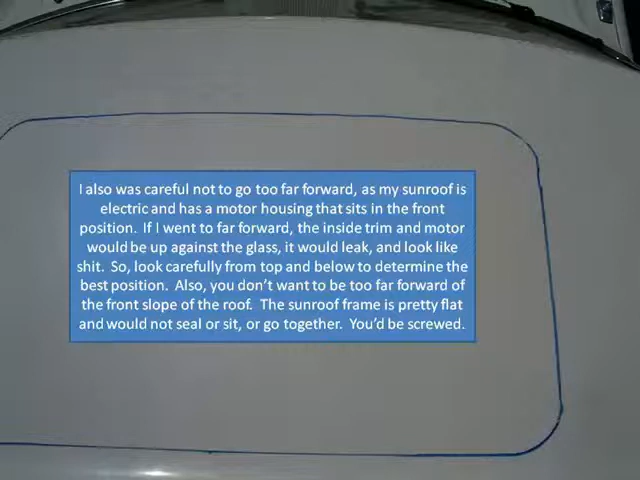 I also was careful not to go too far forward, as my sunroof is
electric and has a motor housing that sits in the front
position. If I went to far forward, the inside trim and motor
would be up against the glass, it would leak, and look like
shit. So, look carefully from top and below to determine the
best position. Also, you don't want to be too far forward of
the front slope of the roof. The sunroof frame is pretty flat
and would not seal or sit, or go together. You'd be screwed.